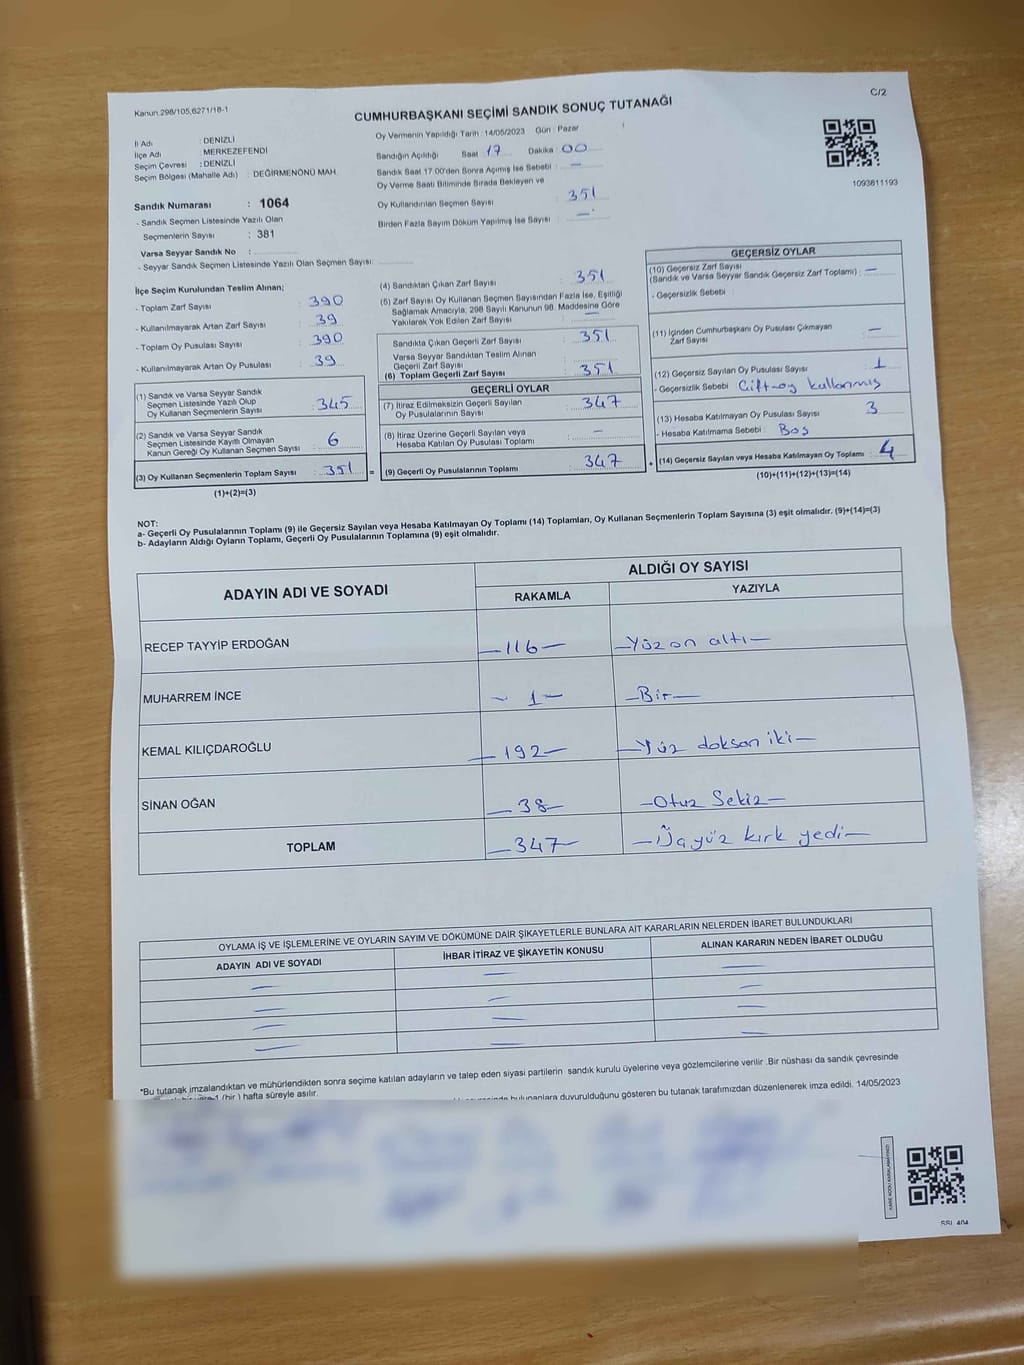 Kanun.298/105,6271/18-1
C/2
CUMHURBAŞKANI SEÇİMİ SANDIK SONUÇ TUTANAĞI
İl Adı : DENİZLİ
İlçe Adı : MERKEZEFENDİ
Seçim Çevresi : DENİZLİ
Seçim Bölgesi (Mahalle Adı) : DEĞİRMENÖNÜ MAH.
Oy Vermenin Yapıldığı Tarih : 14/05/2023 Gün : Pazar
Sandığın Açıldığı Saat 17 Dakika : 00
Sandık Saat 17.00'den Sonra Açımış İse Sebebi : —
Oy Verme Saati Bitiminde Sırada Bekleyen ve
Oy Kullandırılan Seçmen Sayısı : 351
Birden Fazla Sayım Döküm Yapılmış İse Sayısı : —
1093811193
Sandık Numarası : 1064
- Sandık Seçmen Listesinde Yazılı Olan
Seçmenlerin Sayısı : 381
Varsa Seyyar Sandık No :
- Seyyar Sandık Seçmen Listesinde Yazılı Olan Seçmen Sayısı:
İlçe Seçim Kurulundan Teslim Alınan;
- Toplam Zarf Sayısı : 390
- Kullanılmayarak Artan Zarf Sayısı : 39
- Toplam Oy Pusulası Sayısı : 390
- Kullanılmayarak Artan Oy Pusulası : 39
(1) Sandık ve Varsa Seyyar Sandık
Seçmen Listesinde Yazılı Olup
Oy Kullanan Seçmenlerin Sayısı : 345
(2) Sandık ve Varsa Seyyar Sandık
Seçmen Listesinde Kayıtlı Olmayan
Kanun Gereği Oy Kullanan Seçmen Sayısı : 6
(3) Oy Kullanan Seçmenlerin Toplam Sayısı : 351 =
(1)+(2)=(3)
(4) Sandıktan Çıkan Zarf Sayısı : 351
(5) Zarf Sayısı Oy Kullanan Seçmen Sayısından Fazla İse, Eşitliği
Sağlamak Amacıyla; 298 Sayılı Kanunun 98. Maddesine Göre
Yakılarak Yok Edilen Zarf Sayısı : —
Sandıkta Çıkan Geçerli Zarf Sayısı : 351
Varsa Seyyar Sandıktan Teslim Alınan
Geçerli Zarf Sayısı :
(6) Toplam Geçerli Zarf Sayısı : 351
GEÇERLİ OYLAR
(7) İtiraz Edilmeksizin Geçerli Sayılan
Oy Pusulalarının Sayısı : 347
(8) İtiraz Üzerine Geçerli Sayılan veya
Hesaba Katılan Oy Pusulası Toplamı : —
(9) Geçerli Oy Pusulalarının Toplamı : 347 +
GEÇERSİZ OYLAR
(10) Geçersiz Zarf Sayısı
(Sandık ve Varsa Seyyar Sandık Geçersiz Zarf Toplamı) : —
- Geçersizlik Sebebi :
(11) İçinden Cumhurbaşkanı Oy Pusulası Çıkmayan
Zarf Sayısı : —
(12) Geçersiz Sayılan Oy Pusulası Sayısı : 1
- Geçersizlik Sebebi : Çift oy kullanmış
(13) Hesaba Katılmayan Oy Pusulası Sayısı : 3
- Hesaba Katılmama Sebebi : Boş
(14) Geçersiz Sayılan veya Hesaba Katılmayan Oy Toplamı : 4
(10)+(11)+(12)+(13)=(14)
NOT:
a- Geçerli Oy Pusulalarının Toplamı (9) ile Geçersiz Sayılan veya Hesaba Katılmayan Oy Toplamı (14) Toplamları, Oy Kullanan Seçmenlerin Toplam Sayısına (3) eşit olmalıdır. (9)+(14)=(3)
b- Adayların Aldığı Oyların Toplamı, Geçerli Oy Pusulalarının Toplamına (9) eşit olmalıdır.
ADAYIN ADI VE SOYADI
ALDIĞI OY SAYISI
RAKAMLA YAZIYLA
RECEP TAYYİP ERDOĞAN —116— —Yüz on altı—
MUHARREM İNCE — 1 — —Bir—
KEMAL KILIÇDAROĞLU —192— —Yüz doksan iki—
SİNAN OĞAN —38— —Otuz Sekiz—
TOPLAM —347— —Üçyüz kırk yedi—
OYLAMA İŞ VE İŞLEMLERİNE VE OYLARIN SAYIM VE DÖKÜMÜNE DAİR ŞİKAYETLERLE BUNLARA AİT KARARLARIN NELERDEN İBARET BULUNDUKLARI
ADAYIN ADI VE SOYADI İHBAR İTİRAZ VE ŞİKAYETİN KONUSU ALINAN KARARIN NEDEN İBARET OLDUĞU
*Bu tutanak imzalandıktan ve mühürlendikten sonra seçime katılan adayların ve talep eden siyasi partilerin sandık kurulu üyelerine veya gözlemcilerine verilir .Bir nüshası da sandık çevresinde
1 (bir ) hafta süreyle asılır.
bulunanlara duyurulduğunu gösteren bu tutanak tarafımızdan düzenlenerek imza edildi. 14/05/2023